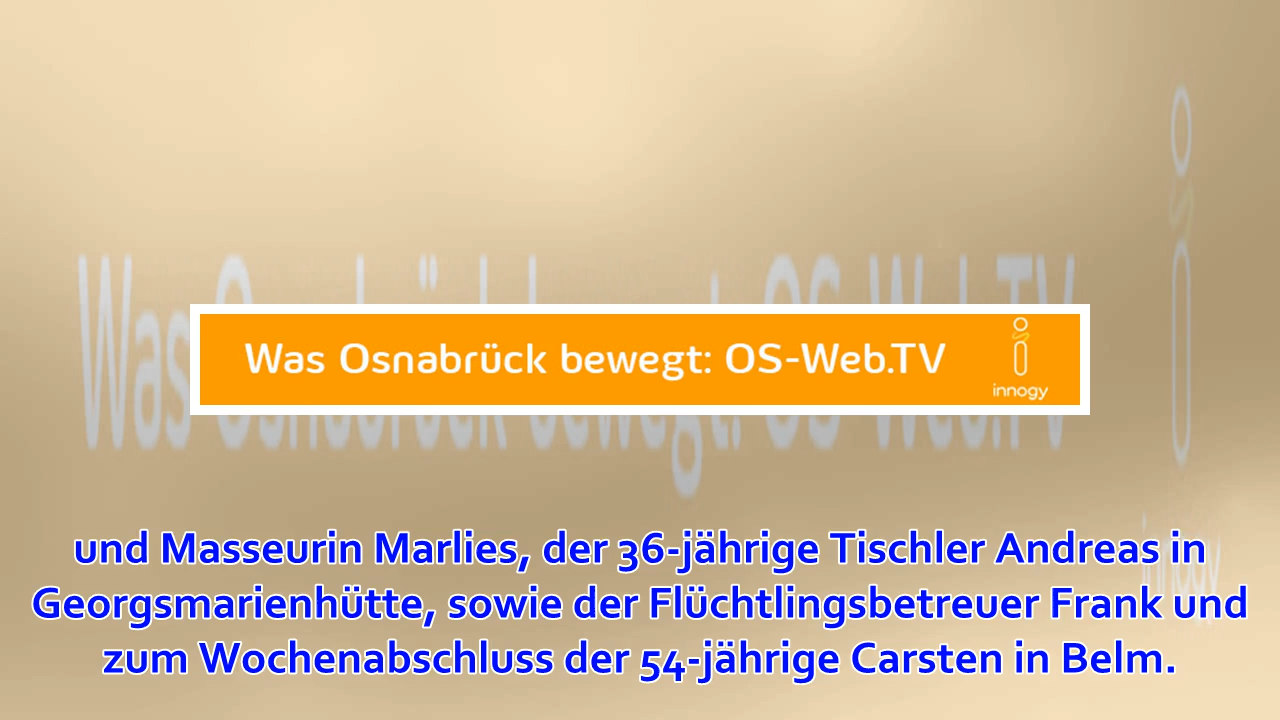 Was Osnabrück bewegt: OS-Web.TV
innogy
und Masseurin Marlies, der 36-jährige Tischler Andreas in
Georgsmarienhütte, sowie der Flüchtlingsbetreuer Frank und
zum Wochenabschluss der 54-jährige Carsten in Belm.